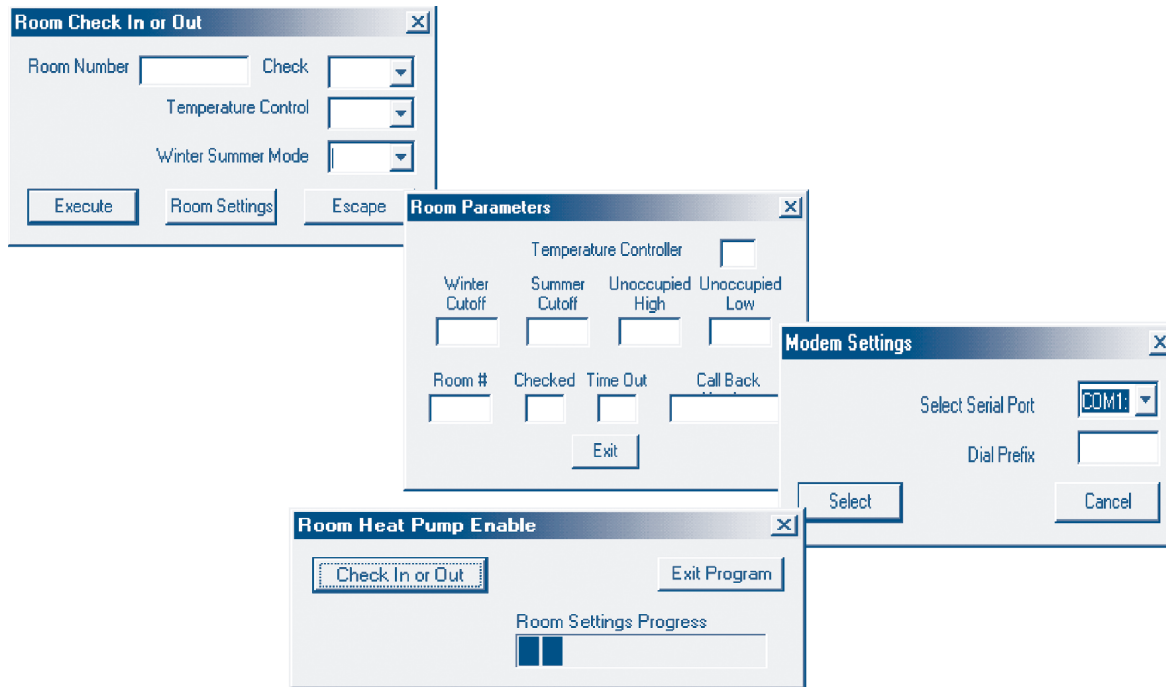 Room Check In or Out
Room Number
Check
Temperature Control
Winter Summer Mode
Execute
Room Settings
Escape
Room Parameters
Temperature Controller
Winter
Cutoff
Summer
Cutoff
Unoccupied
High
Unoccupied
Low
Room #
Checked
Time Out
Call Back
Exit
Modem Settings
Select Serial Port
COM1:
Dial Prefix
Select
Cancel
Room Heat Pump Enable
Check In or Out
Exit Program
Room Settings Progress